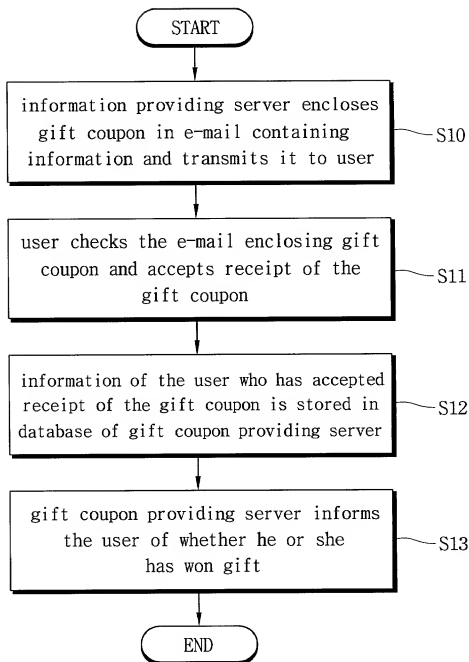 START
information providing server encloses
gift coupon in e-mail containing
information and transmits it to user
S10
user checks the e-mail enclosing gift
coupon and accepts receipt of the
gift coupon
S11
information of the user who has accepted
receipt of the gift coupon is stored in
database of gift coupon providing server
S12
gift coupon providing server informs
the user of whether he or she
has won gift
S13
END